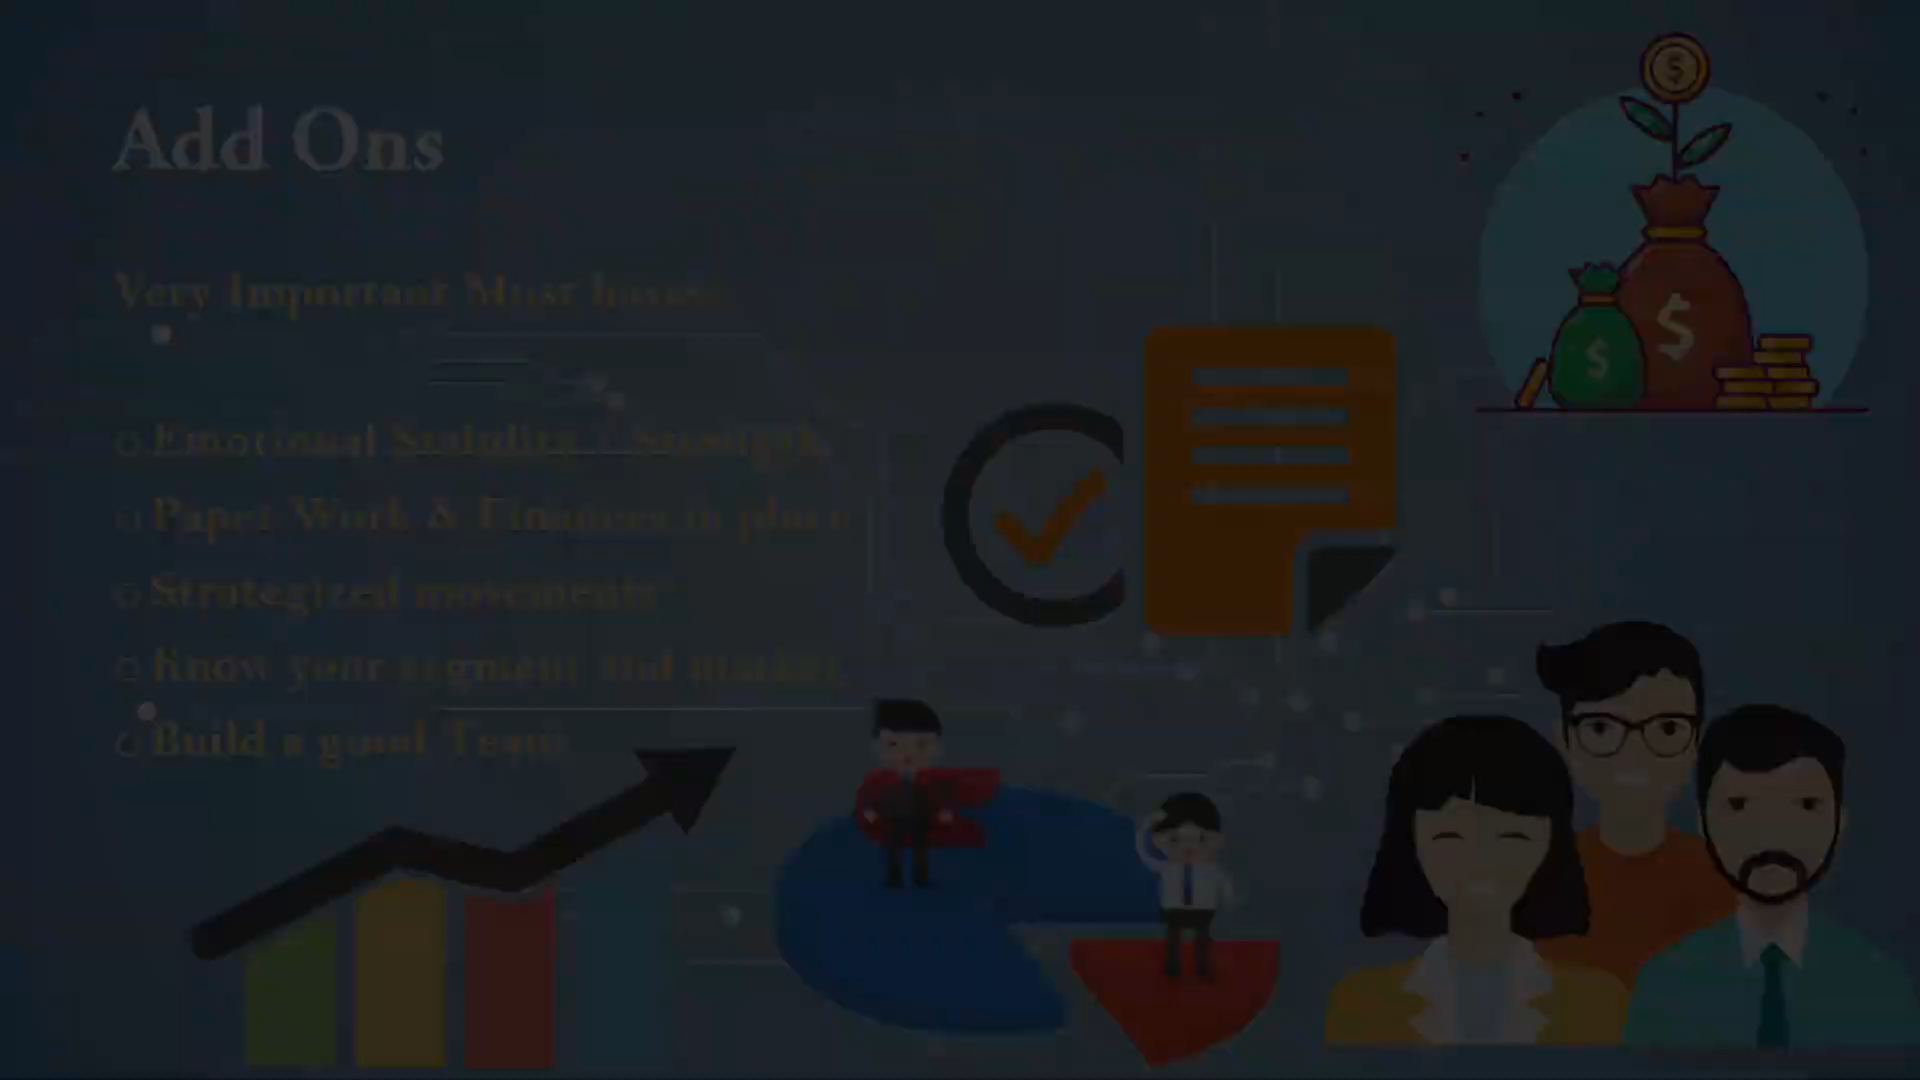 Add Ons
Very Important Must haves
Emotional Stability / Strength
Paper Work & Finances in place
Strategized movements
Know your segment and market
Build a good Team
$
$
$